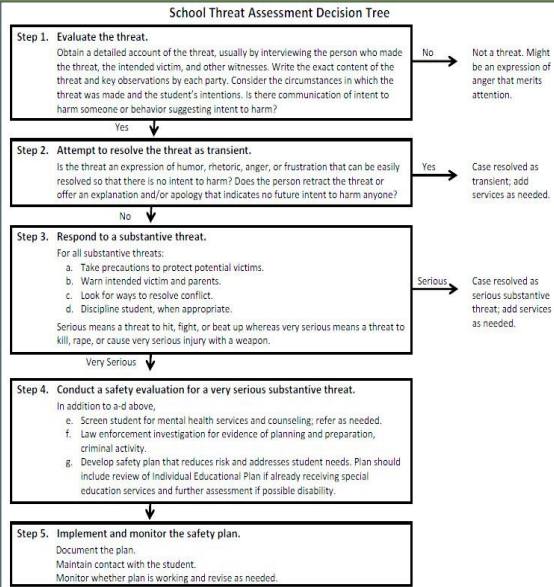 School Threat Assessment Decision Tree
Step 1. Evaluate the threat.
Obtain a detailed account of the threat, usually by interviewing the person who made
the threat, the intended victim, and other witnesses. Write the exact content of the
threat and key observations by each party. Consider the circumstances in which the
threat was made and the student's intentions. Is there communication of intent to
harm someone or behavior suggesting intent to harm?
No
Not a threat. Might
be an expression of
anger that merits
attention.
Yes
Step 2. Attempt to resolve the threat as transient.
Is the threat an expression of humor, rhetoric, anger, or frustration that can be easily
resolved so that there is no intent to harm? Does the person retract the threat or
offer an explanation and/or apology that indicates no future intent to harm anyone?
Yes
Case resolved as
transient; add
services as needed.
No
Step 3. Respond to a substantive threat.
For all substantive threats:
a. Take precautions to protect potential victims.
b. Warn intended victim and parents.
c. Look for ways to resolve conflict.
d. Discipline student, when appropriate.
Serious means a threat to hit, fight, or beat up whereas very serious means a threat to
kill, rape, or cause very serious injury with a weapon.
Serious
Case resolved as
serious substantive
threat; add services
as needed.
Very Serious
Step 4. Conduct a safety evaluation for a very serious substantive threat.
In addition to a-d above,
e. Screen student for mental health services and counseling; refer as needed.
f. Law enforcement investigation for evidence of planning and preparation,
criminal activity.
g. Develop safety plan that reduces risk and addresses student needs. Plan should
include review of Individual Educational Plan if already receiving special
education services and further assessment if possible disability.
Step 5. Implement and monitor the safety plan.
Document the plan.
Maintain contact with the student.
Monitor whether plan is working and revise as needed.